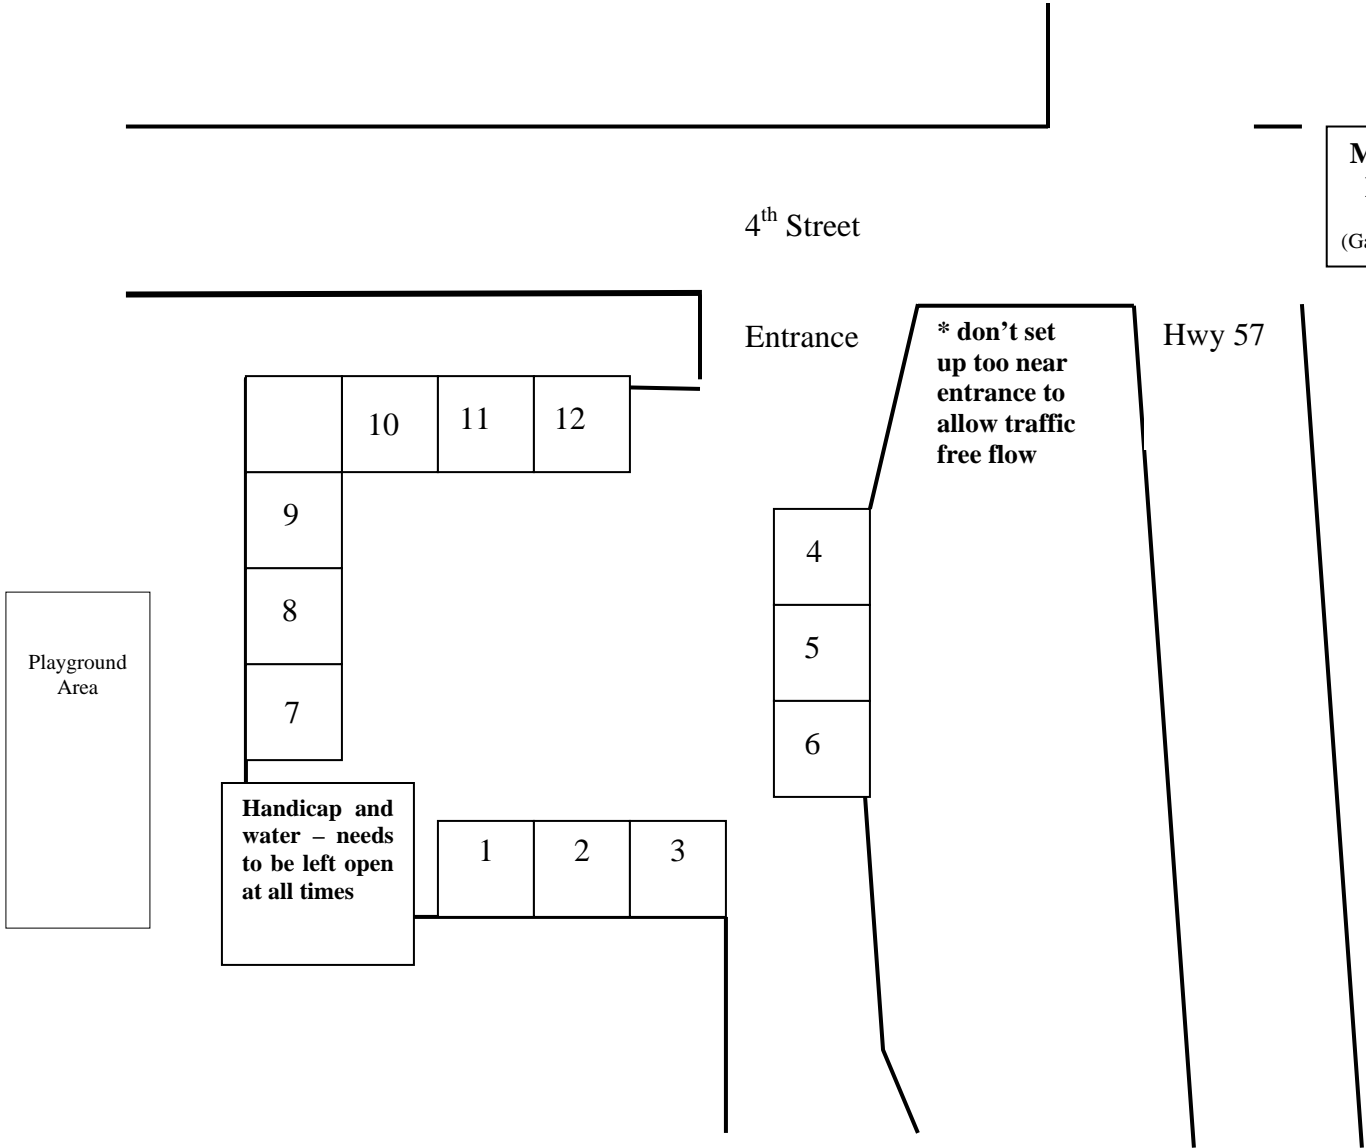 4th Street
M
(Ga
Entrance
* don’t set
up too near
entrance to
allow traffic
free flow
Hwy 57
10
11
12
9
8
7
4
5
6
Playground
Area
Handicap and
water – needs
to be left open
at all times
1
2
3